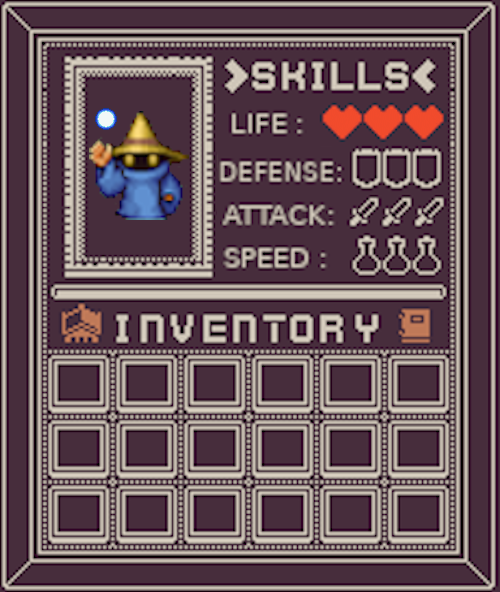 SKILLS
LIFE :
DEFENSE:
ATTACK:
SPEED :
INVENTORY